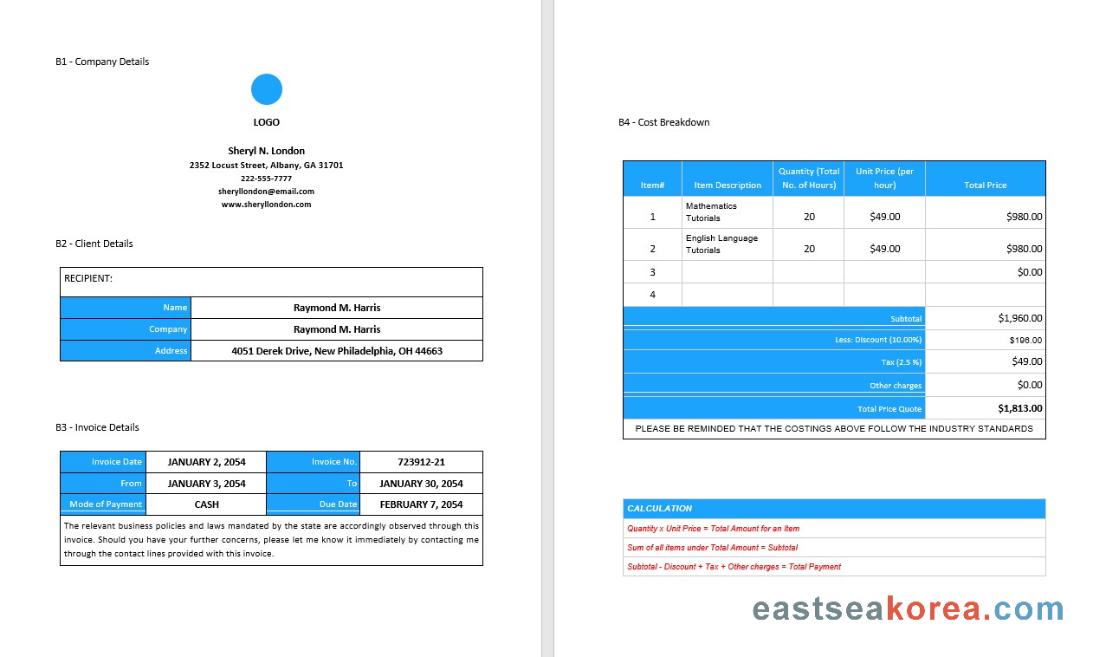 B1 - Company Details
LOGO
Sheryl N. London
2352 Locust Street, Albany, GA 31701
222-555-7777
sheryllondon@email.com
www.sheryllondon.com
B2 - Client Details
RECIPIENT:
Name Raymond M. Harris
Company Raymond M. Harris
Address 4051 Derek Drive, New Philadelphia, OH 44663
B3 - Invoice Details
Invoice Date JANUARY 2, 2054 Invoice No. 723912-21
From JANUARY 3, 2054 To JANUARY 30, 2054
Mode of Payment CASH Due Date FEBRUARY 7, 2054
The relevant business policies and laws mandated by the state are accordingly observed through this
invoice. Should you have your further concerns, please let me know it immediately by contacting me
through the contact lines provided with this invoice.
B4 - Cost Breakdown
Item# Item Description Quantity (Total No. of Hours) Unit Price (per hour) Total Price
1 Mathematics Tutorials 20 $49.00 $980.00
2 English Language Tutorials 20 $49.00 $980.00
3 $0.00
4
Subtotal $1,960.00
Less: Discount (10.00%) $196.00
Tax (2.5 %) $49.00
Other charges $0.00
Total Price Quote $1,813.00
PLEASE BE REMINDED THAT THE COSTINGS ABOVE FOLLOW THE INDUSTRY STANDARDS
CALCULATION
Quantity x Unit Price = Total Amount for an Item
Sum of all items under Total Amount = Subtotal
Subtotal - Discount + Tax + Other charges = Total Payment
eastseakorea.com